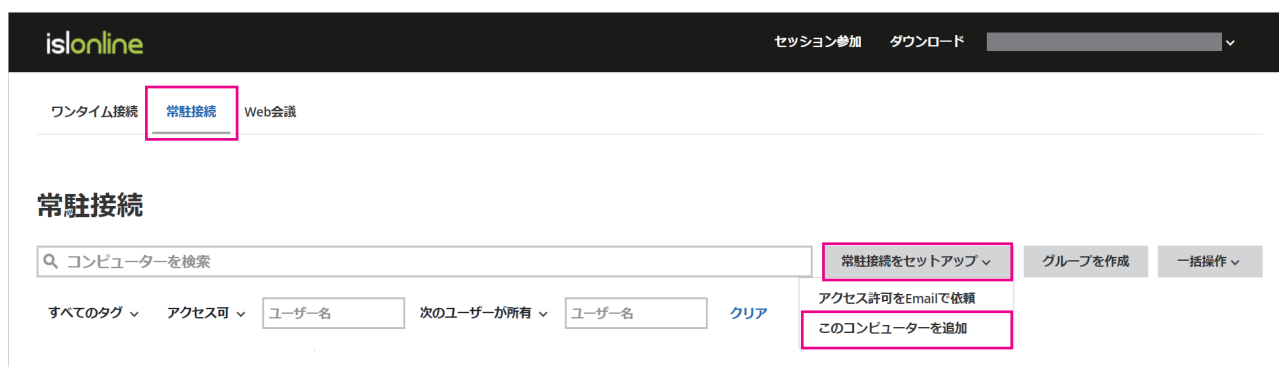 islonline セッション参加 ダウンロード
ワンタイム接続 常駐接続 Web会議
常駐接続
コンピューターを検索 常駐接続をセットアップ グループを作成 一括操作
アクセス許可をEmailで依頼
すべてのタグ アクセス可 ユーザー名 次のユーザーが所有 ユーザー名 クリア
このコンピューターを追加